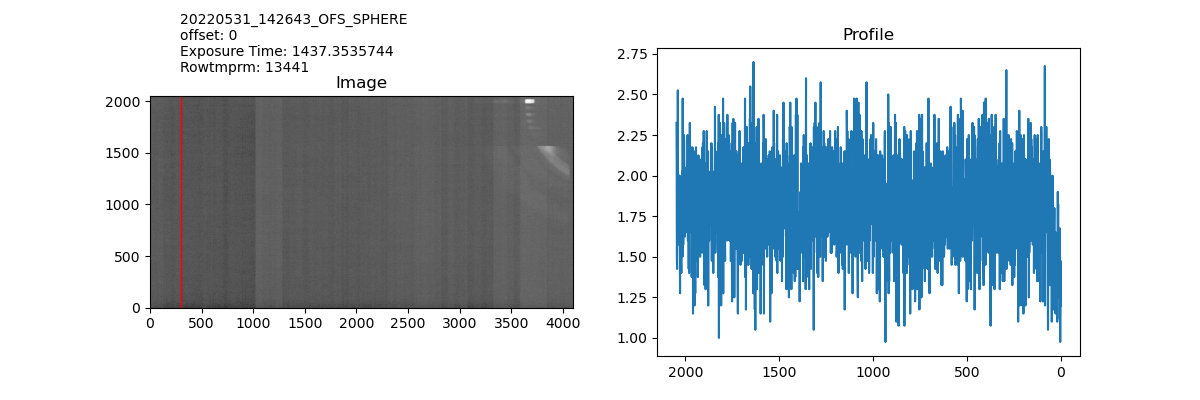 20220531_142643_OFS_SPHERE
offset: 0
Exposure Time: 1437.3535744
Rowtmprm: 13441
Image
2000
1500
1000
500
0
0 500 1000 1500 2000 2500 3000 3500 4000
Profile
2.75
2.50
2.25
2.00
1.75
1.50
1.25
1.00
2000 1500 1000 500 0